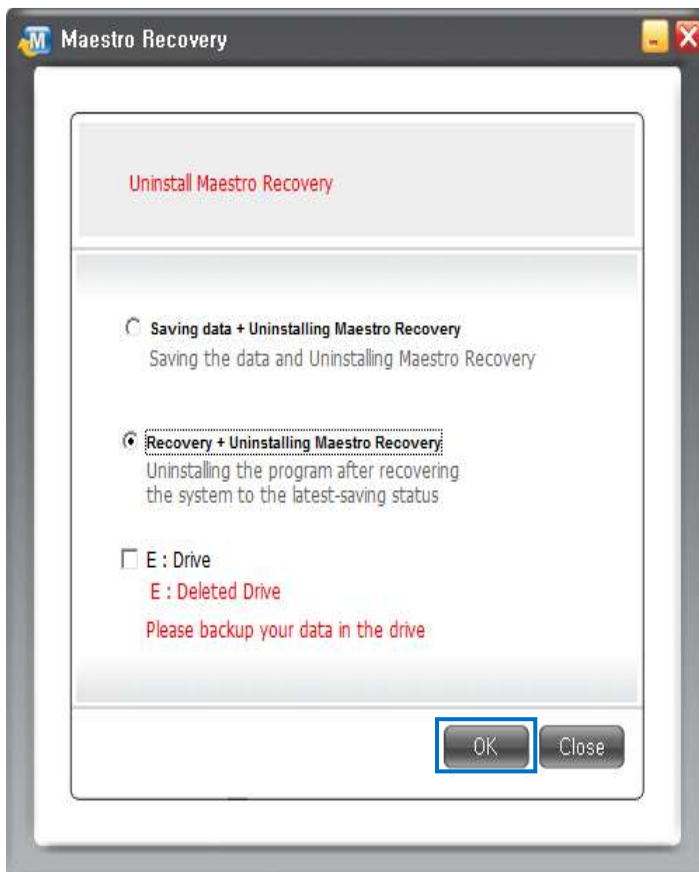 Maestro Recovery
Uninstall Maestro Recovery
Saving data + Uninstalling Maestro Recovery
Saving the data and Uninstaling Maestro Recovery
Recovery + Uninstalling Maestro Recovery
Uninstaling the program after recovering
the system to the latest-saving status
E : Drive
E : Deleted Drive
Please backup your data in the drive
OK Close